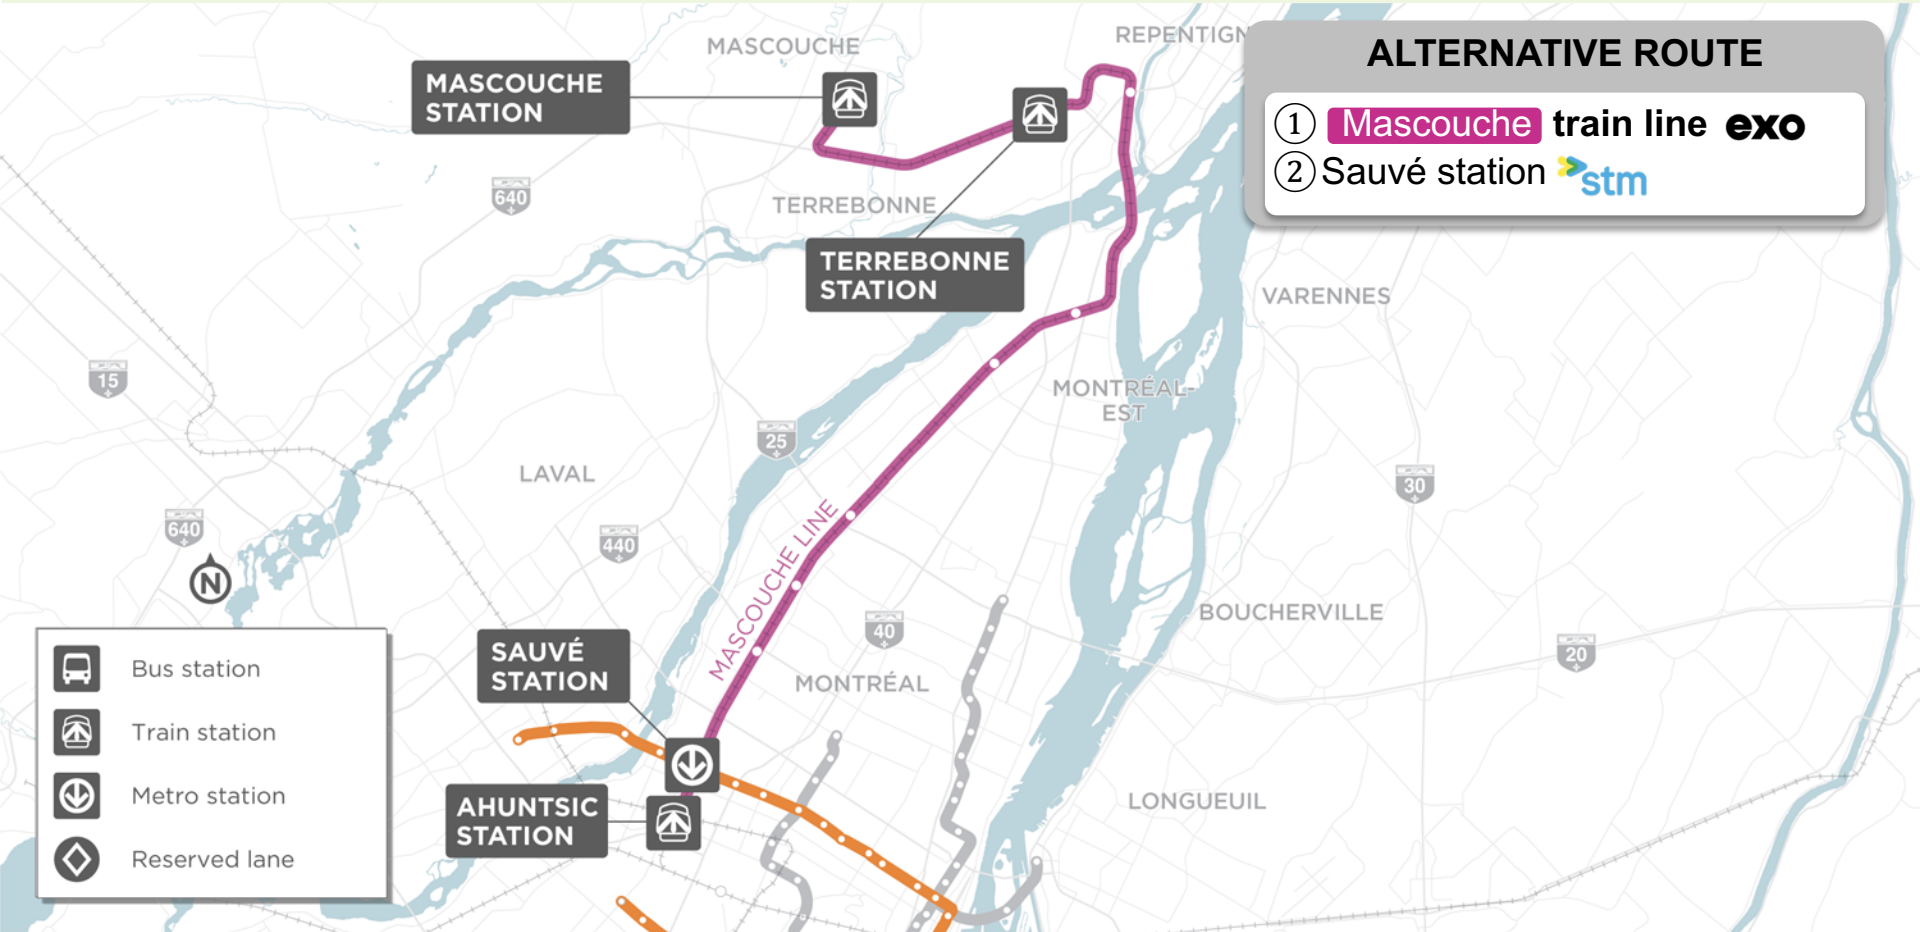 MASCOUCHE
REPENTIGN
ALTERNATIVE ROUTE
① Mascouche train line exo
② Sauvé station stm
MASCOUCHE
STATION
640
TERREBONNE
TERREBONNE
STATION
VARENNES
15
MONTRÉAL-
EST
25
LAVAL
30
640
440
MASCOUCHE LINE
N
BOUCHERVILLE
40
20
SAUVÉ
STATION
MONTRÉAL
Bus station
Train station
Metro station
Reserved lane
AHUNTSIC
STATION
LONGUEUIL